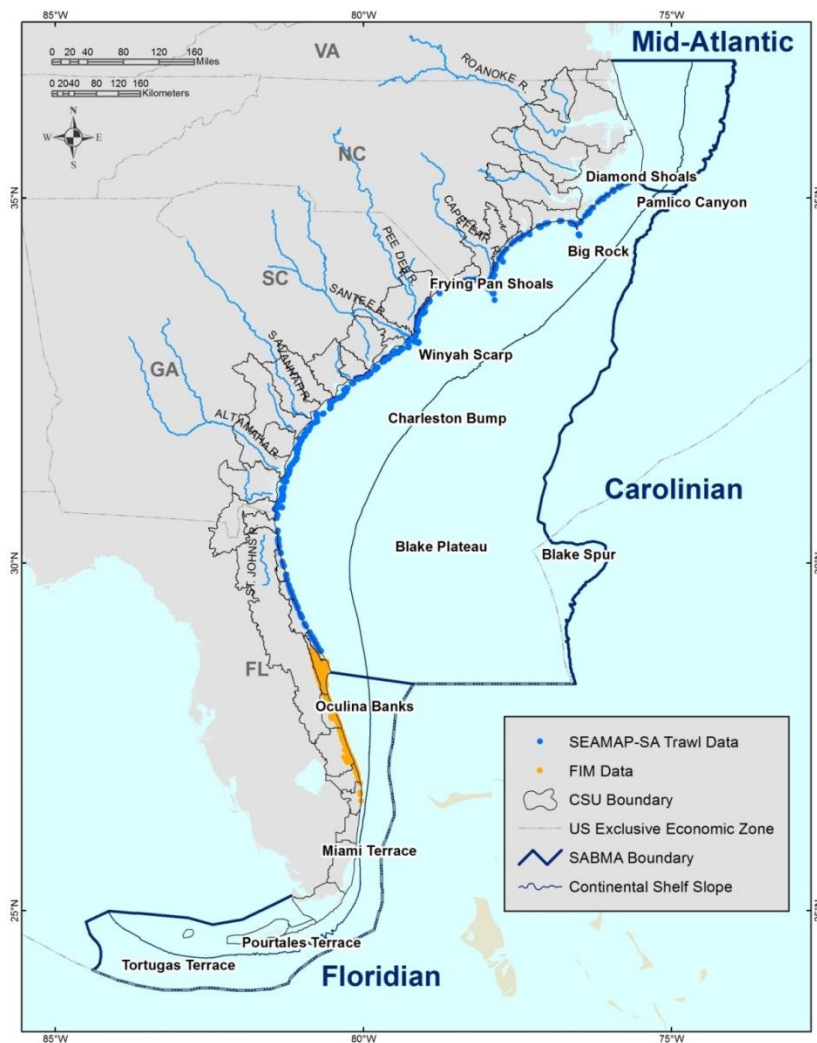 85°W
80°W
75°W
0 20 40 80 120 160
Miles
0 20 40 80 120 160
Kilometers
N
W
E
S
VA
Mid-Atlantic
ROANOKE R.
NC
Diamond Shoals
35°N
Pamlico Canyon
CAPE FEAR R.
Big Rock
PEE DEE R.
SC
Frying Pan Shoals
SANTEE R.
Winyah Scarp
SAVANNAH R.
GA
Charleston Bump
ALTAMAHA R.
Carolinian
Blake Plateau
Blake Spur
30°N
ST. JOHNS R.
FL
Oculina Banks
SEAMAP-SA Trawl Data
FIM Data
CSU Boundary
US Exclusive Economic Zone
SABMA Boundary
Continental Shelf Slope
Miami Terrace
25°N
25°N
Pourtales Terrace
Tortugas Terrace
Floridian
85°W
80°W
75°W